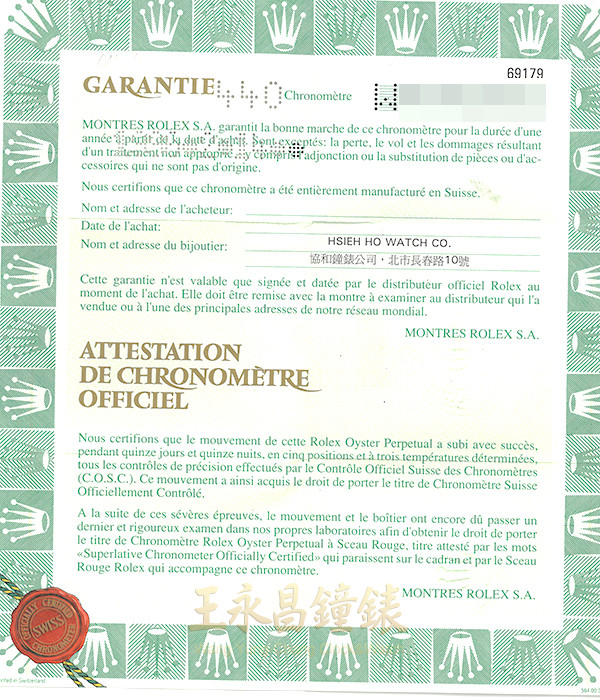 69179
GARANTIE 440 Chronomètre
MONTRES ROLEX S.A. garantit la bonne marche de ce chronomètre pour la durée d'une
année à partir de la date d'achat. Sont exceptés: la perte, le vol et les dommages résultant
d'un traitement non approprié, y compris l'adjonction ou la substitution de pièces ou d'ac-
cessoires qui ne sont pas d'origine.
Nous certifions que ce chronomètre a été entièrement manufacturé en Suisse.
Nom et adresse de l'acheteur:
Date de l'achat:
Nom et adresse du bijoutier: HSIEH HO WATCH CO.
協和鐘錶公司，北市長春路10號
Cette garantie n'est valable que signée et datée par le distributeur officiel Rolex au
moment de l'achat. Elle doit être remise avec la montre à examiner au distributeur qui l'a
vendue ou à l'une des principales adresses de notre réseau mondial.
MONTRES ROLEX S.A.
ATTESTATION
DE CHRONOMÈTRE
OFFICIEL
Nous certifions que le mouvement de cette Rolex Oyster Perpetual a subi avec succès,
pendant quinze jours et quinze nuits, en cinq positions et à trois températures déterminées,
tous les contrôles de précision effectués par le Contrôle Officiel Suisse des Chronomètres
(C.O.S.C.). Ce mouvement a ainsi acquis le droit de porter le titre de Chronomètre Suisse
Officiellement Contrôlé.
A la suite de ces sévères épreuves, le mouvement et le boîtier ont encore dû passer un
dernier et rigoureux examen dans nos propres laboratoires afin d'obtenir le droit de porter
le titre de Chronomètre Rolex Oyster Perpetual à Sceau Rouge, titre attesté par les mots
«Superlative Chronometer Officially Certified» qui paraissent sur le cadran et par le Sceau
Rouge Rolex qui accompagne ce chronomètre.
MONTRES ROLEX S.A.
王永昌鐘錶
OFFICIALLY CERTIFIED
SWISS
CHRONOMETER
Printed in Switzerland